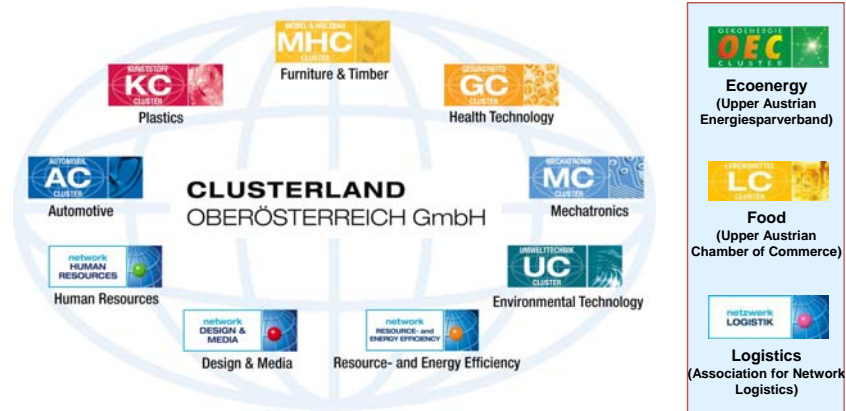 MÖBEL & HOLZBAU
MHC
CLUSTER
Furniture & Timber
KUNSTSTOFF
KC
CLUSTER
Plastics
GESUNDHEITS
GC
CLUSTER
Health Technology
AUTOMOBIL
AC
CLUSTER
Automotive
CLUSTERLAND
OBERÖSTERREICH GmbH
MECHATRONIK
MC
CLUSTER
Mechatronics
network
HUMAN
RESOURCES
Human Resources
UMWELTTECHNIK
UC
CLUSTER
Environmental Technology
network
DESIGN &
MEDIA
Design & Media
network
RESOURCE- and
ENERGY EFFICIENCY
Resource- and Energy Efficiency
OEKOENERGIE
OEC
CLUSTER
Ecoenergy
(Upper Austrian
Energiesparverband)
LEBENSMITTEL
LC
CLUSTER
Food
(Upper Austrian
Chamber of Commerce)
netzwerk
LOGISTIK
Logistics
(Association for Network
Logistics)